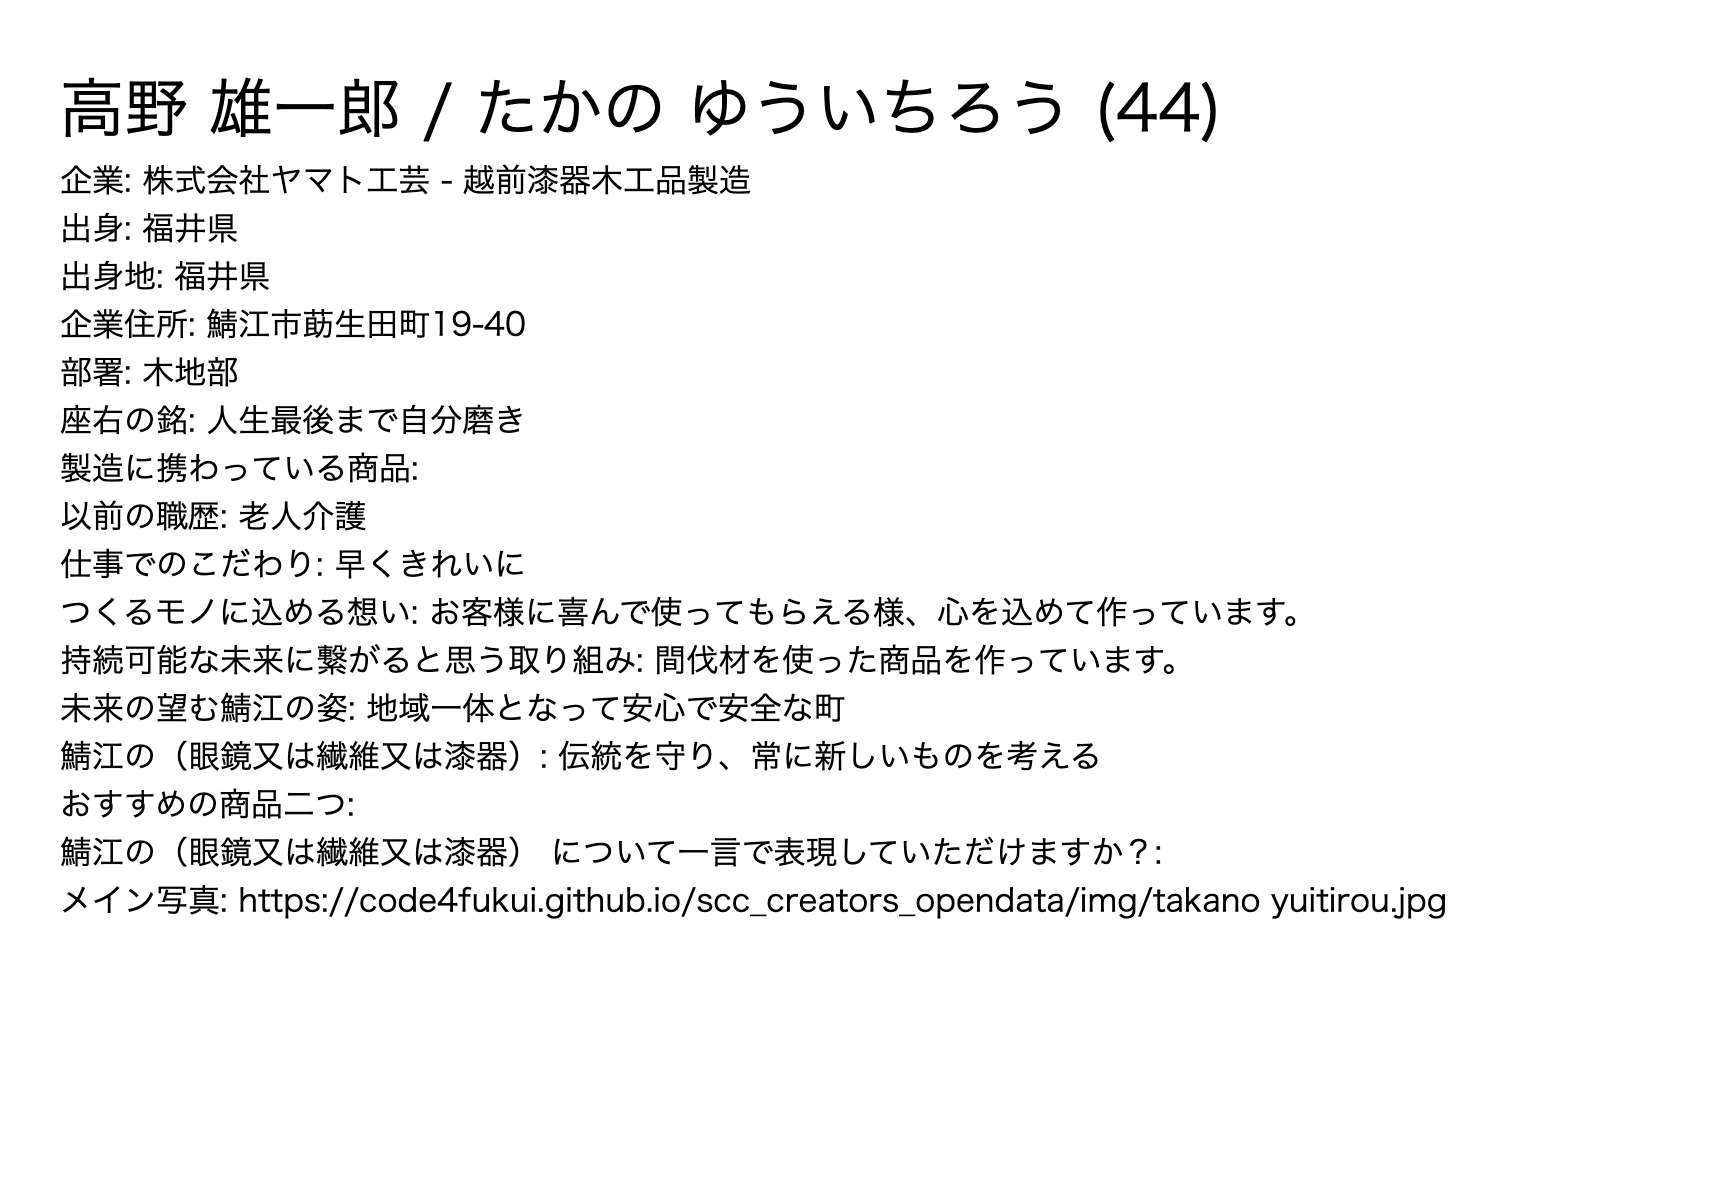 高野 雄一郎 / たかの ゆういちろう (44)
企業: 株式会社ヤマト工芸 - 越前漆器木工品製造
出身: 福井県
出身地: 福井県
企業住所: 鯖江市莇生田町19-40
部署: 木地部
座右の銘: 人生最後まで自分磨き
製造に携わっている商品:
以前の職歴: 老人介護
仕事でのこだわり: 早くきれいに
つくるモノに込める想い: お客様に喜んで使ってもらえる様、心を込めて作っています。
持続可能な未来に繋がると思う取り組み: 間伐材を使った商品を作っています。
未来の望む鯖江の姿: 地域一体となって安心で安全な町
鯖江の（眼鏡又は繊維又は漆器）: 伝統を守り、常に新しいものを考える
おすすめの商品二つ:
鯖江の（眼鏡又は繊維又は漆器） について一言で表現していただけますか？:
メイン写真: https://code4fukui.github.io/scc_creators_opendata/img/takano yuitirou.jpg